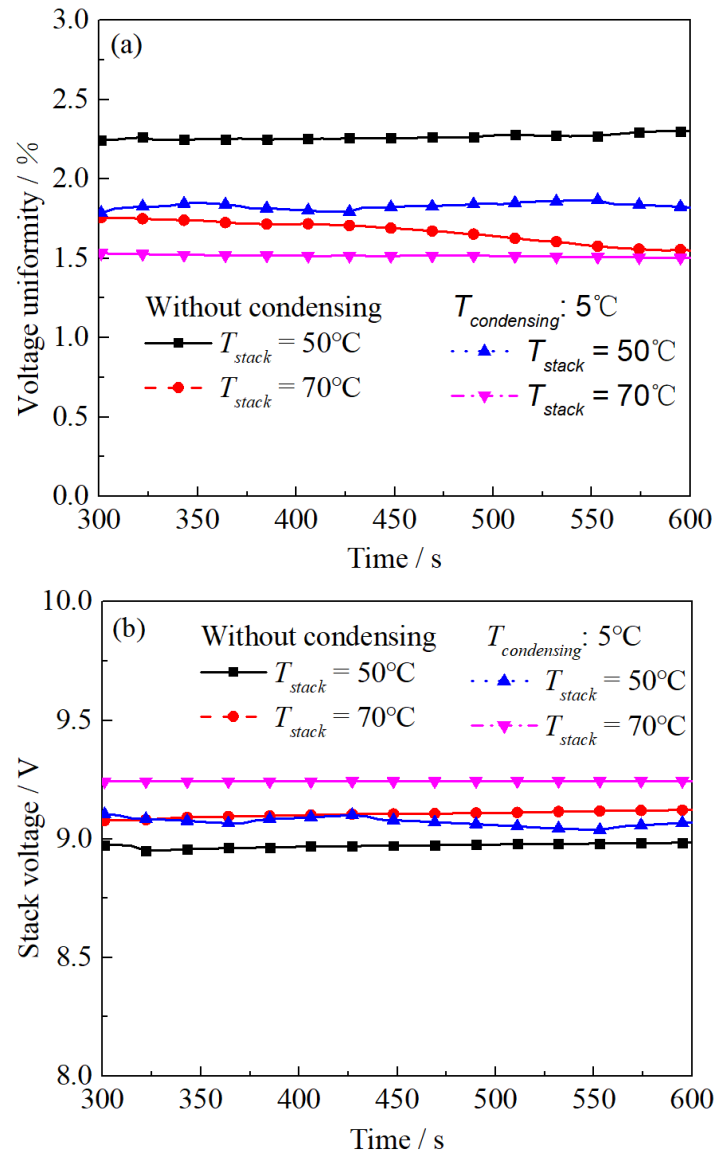 (a)
3.0
2.5
2.0
1.5
1.0
0.5
0.0
Voltage uniformity / %
Without condensing
T_stack = 50°C
T_stack = 70°C
T_condensing: 5℃
T_stack = 50℃
T_stack = 70℃
300 350 400 450 500 550 600
Time / s
(b)
10.0
9.5
9.0
8.5
8.0
Stack voltage / V
Without condensing
T_stack = 50°C
T_stack = 70°C
T_condensing: 5°C
T_stack = 50°C
T_stack = 70°C
300 350 400 450 500 550 600
Time / s